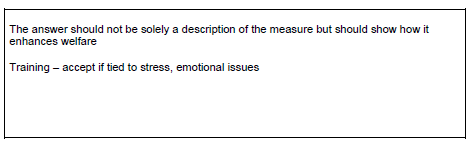 The answer should not be solely a description of the measure but should show how it
enhances welfare
Training – accept if tied to stress, emotional issues